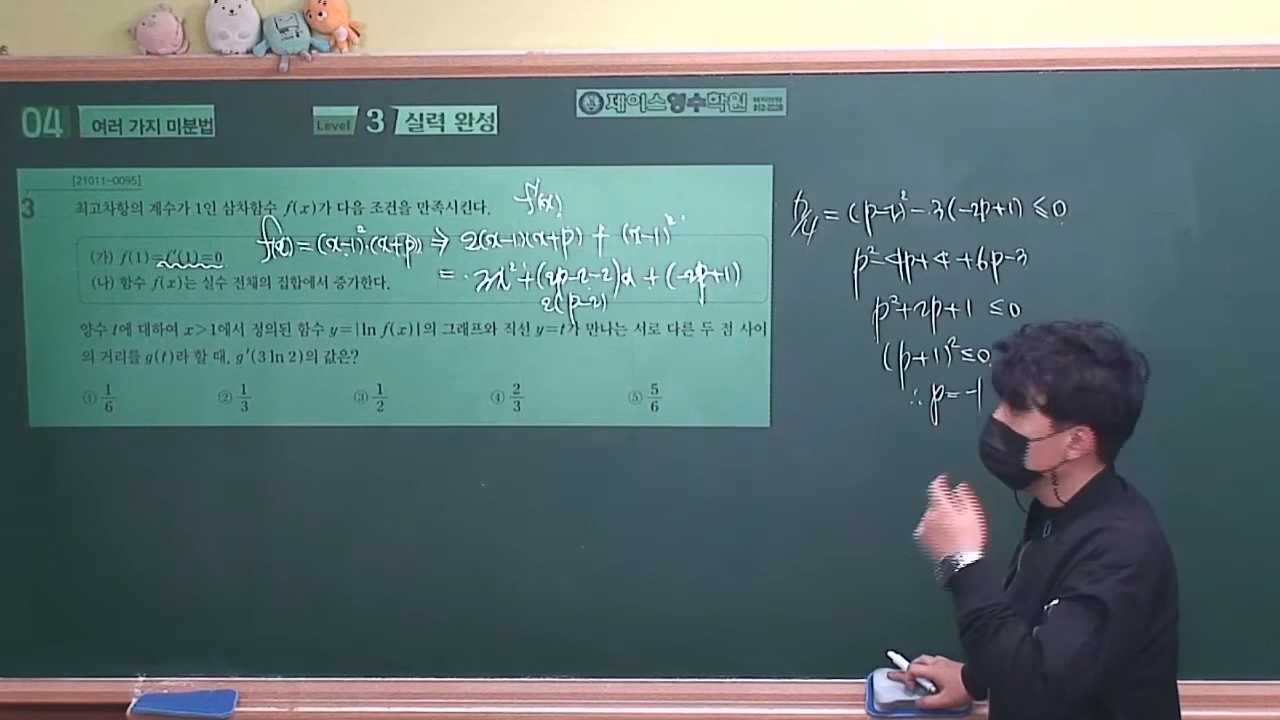 04 여러 가지 미분법
Level 3 실력 완성
제이스영수학원
[21011-0095]
3 최고차항의 계수가 1인 삼차함수 f(x)가 다음 조건을 만족시킨다.
f'(x)
f(x)=(x-1)²(x+p) ⇒ 2(x-1)(x+p) + (x-1)²
(가) f(1)=f'(1)=0
= 3x²+(2p-2-2)x+(-2p+1)
2(p-2)
(나) 함수 f(x)는 실수 전체의 집합에서 증가한다.
양수 t에 대하여 x>1에서 정의된 함수 y=|ln f(x)|의 그래프와 직선 y=t가 만나는 서로 다른 두 점 사이
의 거리를 g(t)라 할 때, g'(3 ln 2)의 값은?
① 1/6 ② 1/3 ③ 1/2 ④ 2/3 ⑤ 5/6
D/4 = (p-2)²-3(-2p+1) ≤0
p²-4p+4+6p-3
p²+2p+1 ≤0
(p+1)²≤0
∴ p=-1